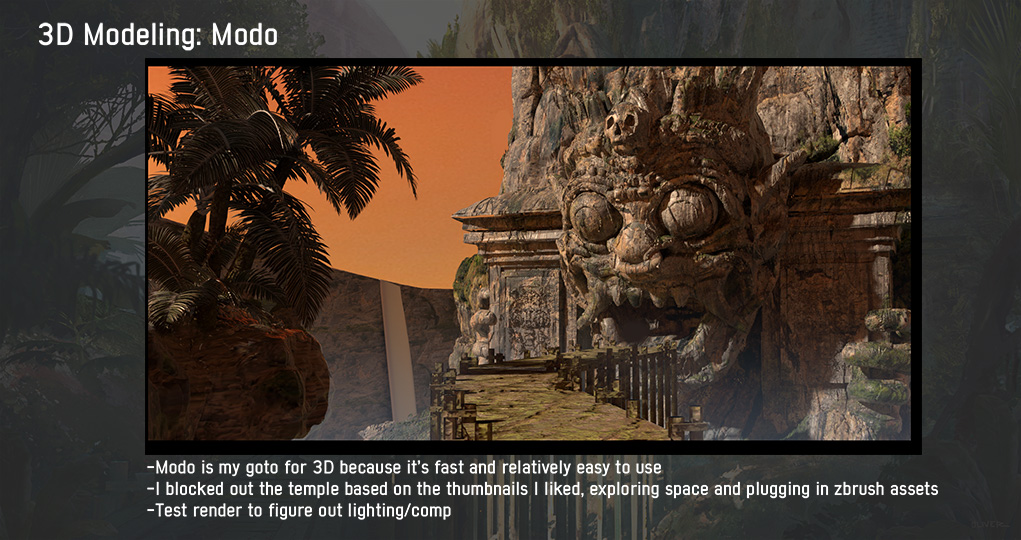 3D Modeling: Modo
-Modo is my goto for 3D because it's fast and relatively easy to use
-I blocked out the temple based on the thumbnails I liked, exploring space and plugging in zbrush assets
-Test render to figure out lighting/comp